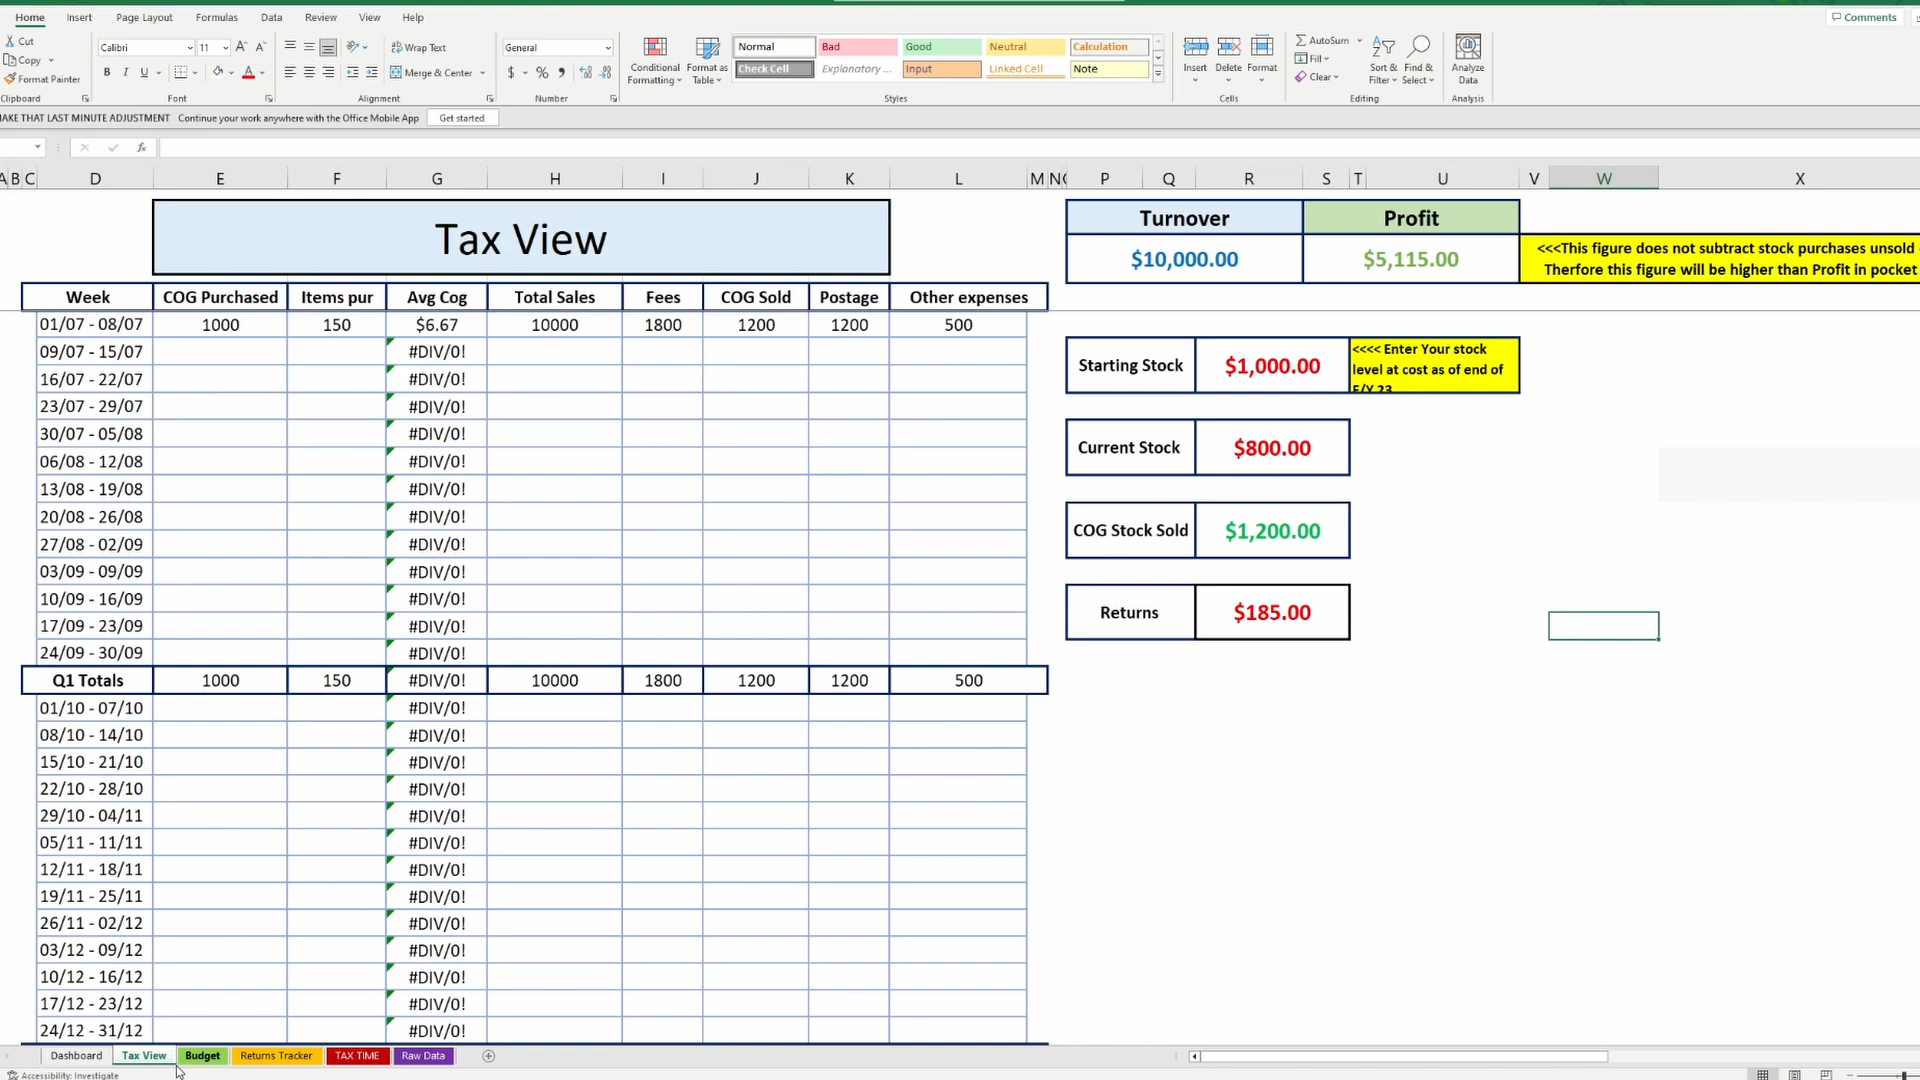 Home Insert Page Layout Formulas Data Review View Help Comments
Cut
Copy
Format Painter
Clipboard
Calibri 11
Font
Wrap Text
Merge & Center
Alignment
General
Number
Conditional Formatting
Format as Table
Normal Bad Good Neutral Calculation
Check Cell Explanatory ... Input Linked Cell Note
Styles
Insert Delete Format
Cells
AutoSum
Fill
Clear
Sort & Filter
Find & Select
Editing
Analyze Data
Analysis
AKE THAT LAST MINUTE ADJUSTMENT Continue your work anywhere with the Office Mobile App Get started
fx
A B C D E F G H I J K L M N P Q R S T U V W X
Tax View
Turnover Profit
$10,000.00 $5,115.00
<<<This figure does not subtract stock purchases unsold
Therfore this figure will be higher than Profit in pocket
Week COG Purchased Items pur Avg Cog Total Sales Fees COG Sold Postage Other expenses
01/07 - 08/07 1000 150 $6.67 10000 1800 1200 1200 500
09/07 - 15/07 #DIV/0!
16/07 - 22/07 #DIV/0!
23/07 - 29/07 #DIV/0!
30/07 - 05/08 #DIV/0!
06/08 - 12/08 #DIV/0!
13/08 - 19/08 #DIV/0!
20/08 - 26/08 #DIV/0!
27/08 - 02/09 #DIV/0!
03/09 - 09/09 #DIV/0!
10/09 - 16/09 #DIV/0!
17/09 - 23/09 #DIV/0!
24/09 - 30/09 #DIV/0!
Q1 Totals 1000 150 #DIV/0! 10000 1800 1200 1200 500
01/10 - 07/10 #DIV/0!
08/10 - 14/10 #DIV/0!
15/10 - 21/10 #DIV/0!
22/10 - 28/10 #DIV/0!
29/10 - 04/11 #DIV/0!
05/11 - 11/11 #DIV/0!
12/11 - 18/11 #DIV/0!
19/11 - 25/11 #DIV/0!
26/11 - 02/12 #DIV/0!
03/12 - 09/12 #DIV/0!
10/12 - 16/12 #DIV/0!
17/12 - 23/12 #DIV/0!
24/12 - 31/12 #DIV/0!
Starting Stock $1,000.00
<<<< Enter Your stock
level at cost as of end of
F/Y 23
Current Stock $800.00
COG Stock Sold $1,200.00
Returns $185.00
Dashboard Tax View Budget Returns Tracker TAX TIME Raw Data
Accessibility: Investigate